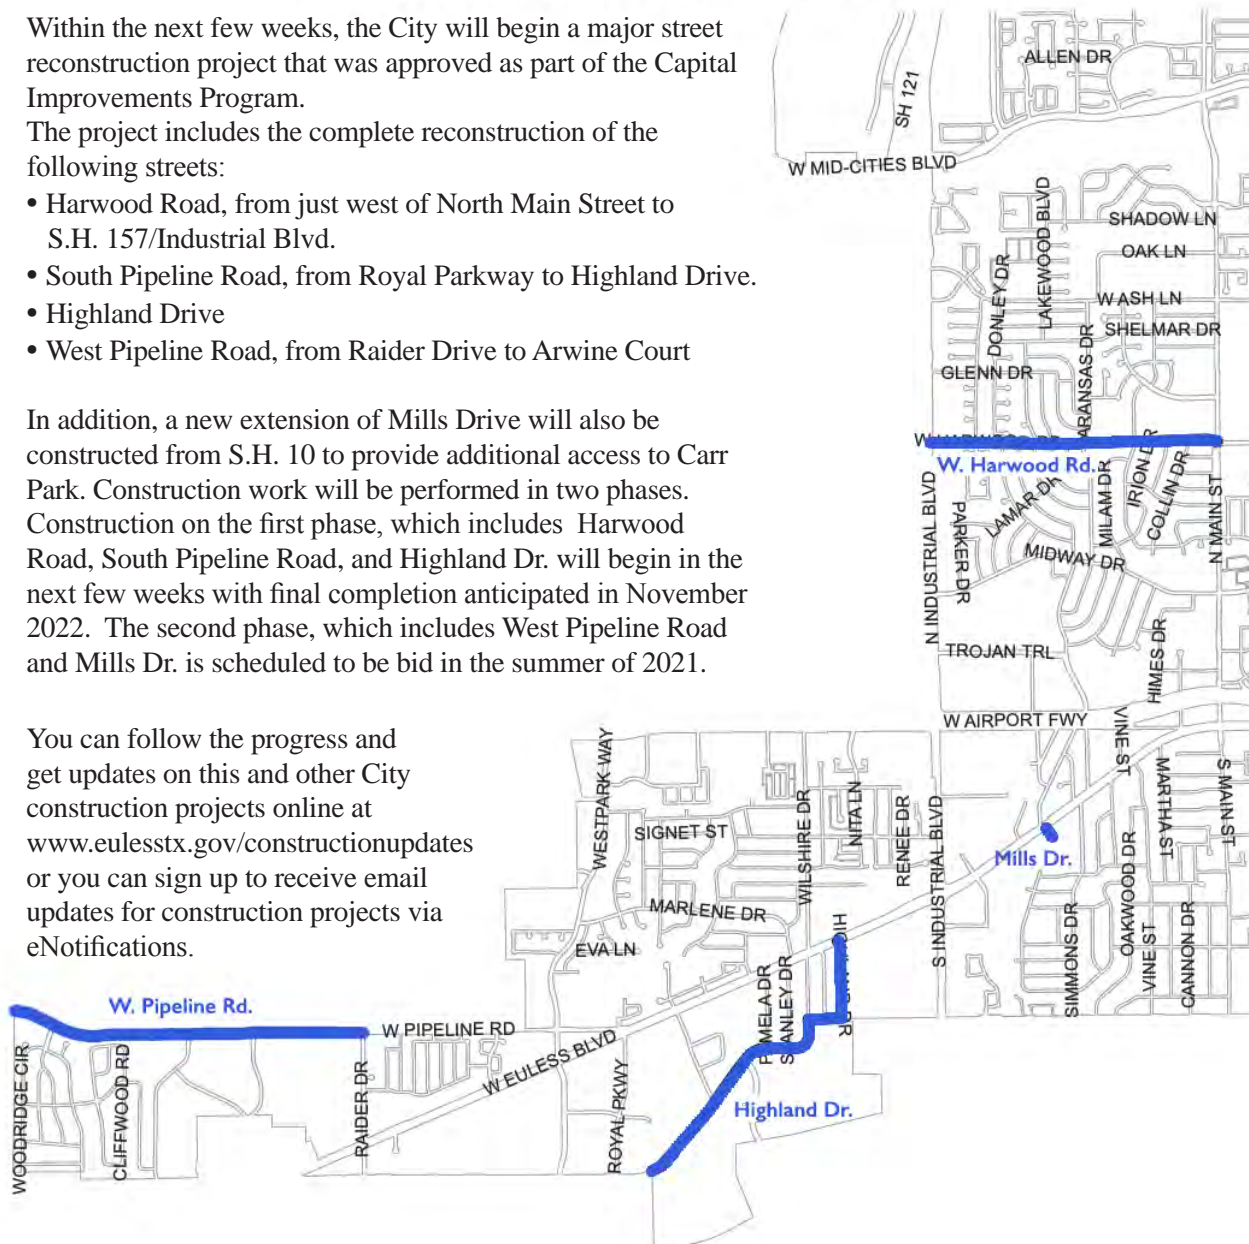 Within the next few weeks, the City will begin a major street
reconstruction project that was approved as part of the Capital
Improvements Program.
The project includes the complete reconstruction of the
following streets:
• Harwood Road, from just west of North Main Street to
S.H. 157/Industrial Blvd.
• South Pipeline Road, from Royal Parkway to Highland Drive.
• Highland Drive
• West Pipeline Road, from Raider Drive to Arwine Court
In addition, a new extension of Mills Drive will also be
constructed from S.H. 10 to provide additional access to Carr
Park. Construction work will be performed in two phases.
Construction on the first phase, which includes  Harwood
Road, South Pipeline Road, and Highland Dr. will begin in the
next few weeks with final completion anticipated in November
2022.  The second phase, which includes West Pipeline Road
and Mills Dr. is scheduled to be bid in the summer of 2021.
You can follow the progress and
get updates on this and other City
construction projects online at
www.eulesstx.gov/constructionupdates
or you can sign up to receive email
updates for construction projects via
eNotifications.
ALLEN DR
SH 121
W MID-CITIES BLVD
LAKEWOOD BLVD
SHADOW LN
OAK LN
DONLEY DR
W ASH LN
SHELMAR DR
ARANSAS DR
GLENN DR
W. Harwood Rd.
N INDUSTRIAL BLVD
PARKER DR
LAMAR DR
MILAM DR
IRION DR
COLLIN DR
N MAIN ST
MIDWAY DR
TROJAN TRL
HIMES DR
W AIRPORT FWY
VINE ST
MARTHA ST
S MAIN ST
WESTPARK WAY
SIGNET ST
WILSHIRE DR
NITA LN
RENEE DR
S INDUSTRIAL BLVD
Mills Dr.
MARLENE DR
EVA LN
SIMMONS DR
OAKWOOD DR
VINE ST
CANNON DR
W. Pipeline Rd.
W PIPELINE RD
W EULESS BLVD
WOODRIDGE CIR
CLIFFWOOD RD
RAIDER DR
ROYAL PKWY
Highland Dr.